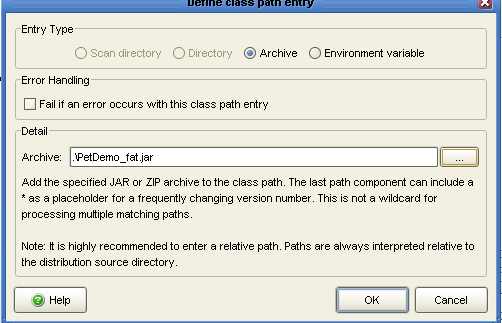 Define class path entry
Entry Type
Scan directory Directory Archive Environment variable
Error Handling
Fail if an error occurs with this class path entry
Detail
Archive: .\PetDemo_fat.jar ...
Add the specified JAR or ZIP archive to the class path. The last path component can include a
* as a placeholder for a frequently changing version number. This is not a wildcard for
processing multiple matching paths.
Note: It is highly recommended to enter a relative path. Paths are always interpreted relative to
the distribution source directory.
Help OK Cancel